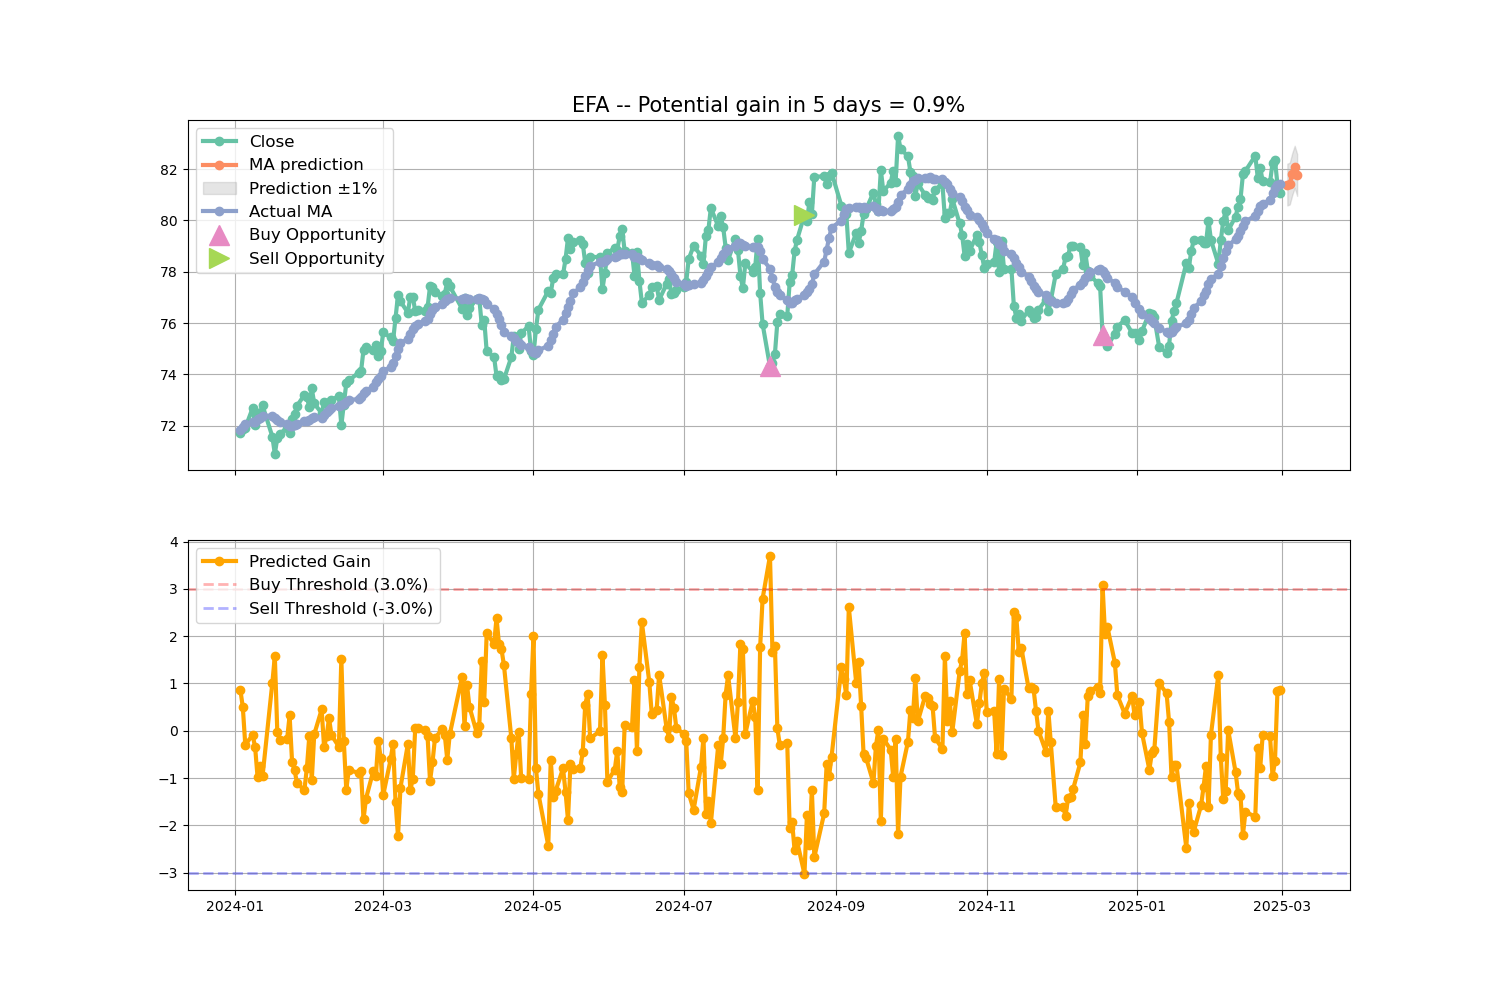 EFA -- Potential gain in 5 days = 0.9%
Close
MA prediction
Prediction ±1%
Actual MA
Buy Opportunity
Sell Opportunity
82
80
78
76
74
72
Predicted Gain
Buy Threshold (3.0%)
Sell Threshold (-3.0%)
4
3
2
1
0
−1
−2
−3
2024-01 2024-03 2024-05 2024-07 2024-09 2024-11 2025-01 2025-03